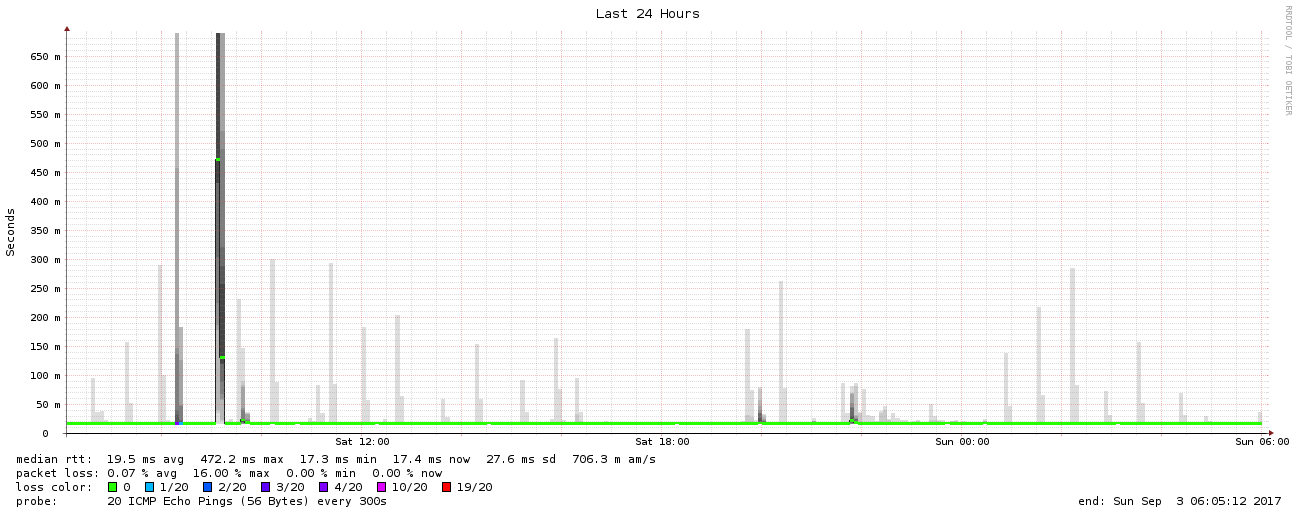 Last 24 Hours
RRDTOOL / TOBI OETIKER
Seconds
650 m
600 m
550 m
500 m
450 m
400 m
350 m
300 m
250 m
200 m
150 m
100 m
50 m
0
Sat 12:00 Sat 18:00 Sun 00:00 Sun 06:00
median rtt: 19.5 ms avg 472.2 ms max 17.3 ms min 17.4 ms now 27.6 ms sd 706.3 m am/s
packet loss: 0.07 % avg 16.00 % max 0.00 % min 0.00 % now
loss color: 0 1/20 2/20 3/20 4/20 10/20 19/20
probe: 20 ICMP Echo Pings (56 Bytes) every 300s end: Sun Sep 3 06:05:12 2017